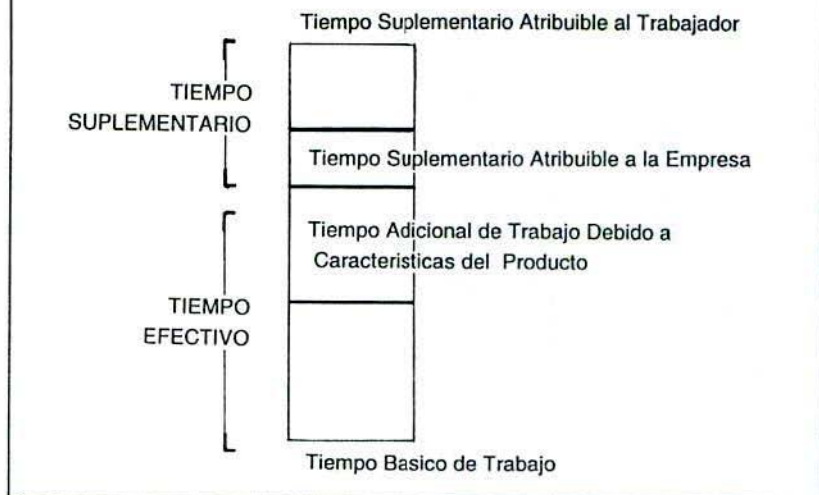 Tiempo Suplementario Atribuible al Trabajador
TIEMPO
SUPLEMENTARIO
Tiempo Suplementario Atribuible a la Empresa
Tiempo Adicional de Trabajo Debido a
Caracteristicas del Producto
TIEMPO
EFECTIVO
Tiempo Basico de Trabajo